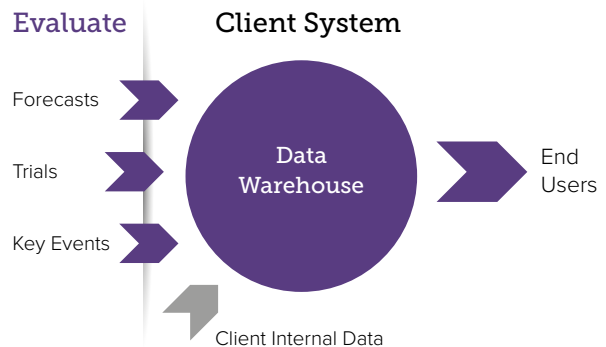 Evaluate
Client System
Forecasts
Trials
Key Events
Data
Warehouse
End
Users
Client Internal Data